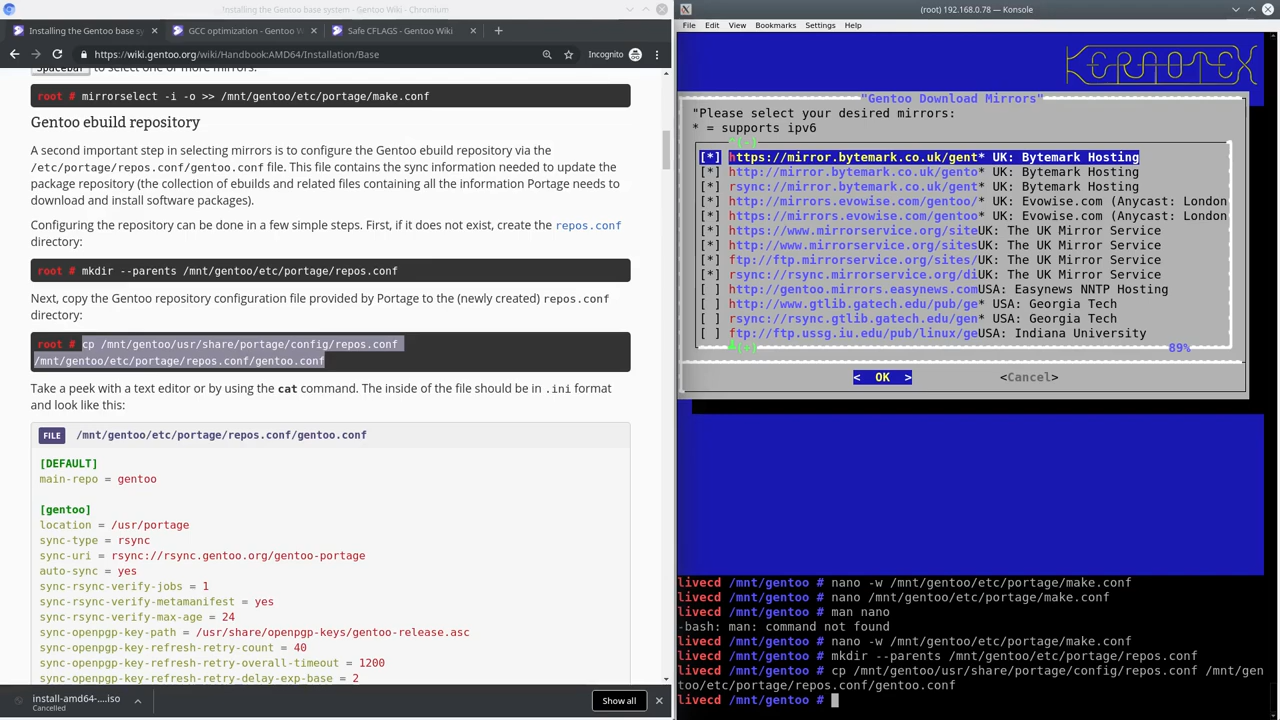 Installing the Gentoo base system - Gentoo Wiki - Chromium
Installing the Gentoo base sy
GCC optimization - Gentoo W
Safe CFLAGS - Gentoo Wiki
https://wiki.gentoo.org/wiki/Handbook:AMD64/Installation/Base
Incognito
Spacebar to select one or more mirrors:
root # mirrorselect -i -o >> /mnt/gentoo/etc/portage/make.conf
Gentoo ebuild repository
A second important step in selecting mirrors is to configure the Gentoo ebuild repository via the
/etc/portage/repos.conf/gentoo.conf file. This file contains the sync information needed to update the
package repository (the collection of ebuilds and related files containing all the information Portage needs to
download and install software packages).
Configuring the repository can be done in a few simple steps. First, if it does not exist, create the repos.conf
directory:
root # mkdir --parents /mnt/gentoo/etc/portage/repos.conf
Next, copy the Gentoo repository configuration file provided by Portage to the (newly created) repos.conf
directory:
root # cp /mnt/gentoo/usr/share/portage/config/repos.conf
/mnt/gentoo/etc/portage/repos.conf/gentoo.conf
Take a peek with a text editor or by using the cat command. The inside of the file should be in .ini format
and look like this:
FILE /mnt/gentoo/etc/portage/repos.conf/gentoo.conf
[DEFAULT]
main-repo = gentoo
[gentoo]
location = /usr/portage
sync-type = rsync
sync-uri = rsync://rsync.gentoo.org/gentoo-portage
auto-sync = yes
sync-rsync-verify-jobs = 1
sync-rsync-verify-metamanifest = yes
sync-rsync-verify-max-age = 24
sync-openpgp-key-path = /usr/share/openpgp-keys/gentoo-release.asc
sync-openpgp-key-refresh-retry-count = 40
sync-openpgp-key-refresh-retry-overall-timeout = 1200
sync-openpgp-key-refresh-retry-delay-exp-base = 2
install-amd64-....iso
Cancelled
Show all
(root) 192.168.0.78 — Konsole
File Edit View Bookmarks Settings Help
KERAOTEX
"Gentoo Download Mirrors"
"Please select your desired mirrors:
* = supports ipv6
^(-)
[*] https://mirror.bytemark.co.uk/gent* UK: Bytemark Hosting
[*] http://mirror.bytemark.co.uk/gento* UK: Bytemark Hosting
[*] rsync://mirror.bytemark.co.uk/gent* UK: Bytemark Hosting
[*] http://mirrors.evowise.com/gentoo/* UK: Evowise.com (Anycast: London
[*] https://mirrors.evowise.com/gentoo* UK: Evowise.com (Anycast: London
[*] https://www.mirrorservice.org/siteUK: The UK Mirror Service
[*] http://www.mirrorservice.org/sitesUK: The UK Mirror Service
[*] ftp://ftp.mirrorservice.org/sites/UK: The UK Mirror Service
[*] rsync://rsync.mirrorservice.org/diUK: The UK Mirror Service
[ ] http://gentoo.mirrors.easynews.comUSA: Easynews NNTP Hosting
[ ] http://www.gtlib.gatech.edu/pub/ge* USA: Georgia Tech
[ ] rsync://rsync.gtlib.gatech.edu/gen* USA: Georgia Tech
[ ] ftp://ftp.ussg.iu.edu/pub/linux/geUSA: Indiana University
(+) 89%
< OK > <Cancel>
livecd /mnt/gentoo # nano -w /mnt/gentoo/etc/portage/make.conf
livecd /mnt/gentoo # nano /mnt/gentoo/etc/portage/make.conf
livecd /mnt/gentoo # man nano
-bash: man: command not found
livecd /mnt/gentoo # nano -w /mnt/gentoo/etc/portage/make.conf
livecd /mnt/gentoo # mkdir --parents /mnt/gentoo/etc/portage/repos.conf
livecd /mnt/gentoo # cp /mnt/gentoo/usr/share/portage/config/repos.conf /mnt/gen
too/etc/portage/repos.conf/gentoo.conf
livecd /mnt/gentoo #